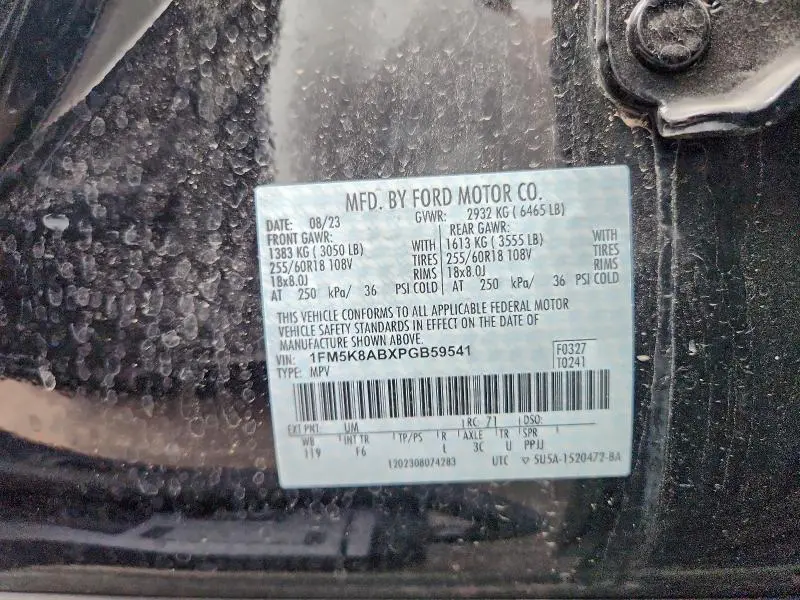 MFD. BY FORD MOTOR CO.
DATE: 08/23 GVWR: 2932 KG ( 6465 LB)
FRONT GAWR: REAR GAWR:
1383 KG ( 3050 LB) WITH 1613 KG ( 3555 LB) WITH
255/60R18 108V TIRES 255/60R18 108V TIRES
18x8.0J RIMS 18x8.0J RIMS
AT 250 kPa/ 36 PSI COLD AT 250 kPa/ 36 PSI COLD
THIS VEHICLE CONFORMS TO ALL APPLICABLE FEDERAL MOTOR
VEHICLE SAFETY STANDARDS IN EFFECT ON THE DATE OF
MANUFACTURE SHOWN ABOVE.
VIN: 1FM5K8ABXPGB59541 F0327
TYPE: MPV T0241
EXT PNT: UM RC: 71 DSO:
WB INT TR TP/PS R AXLE TR SPR
119 F6 L 3C U PPJJ
1202308074283 UTC ▽ 5U5A-1520472-BA